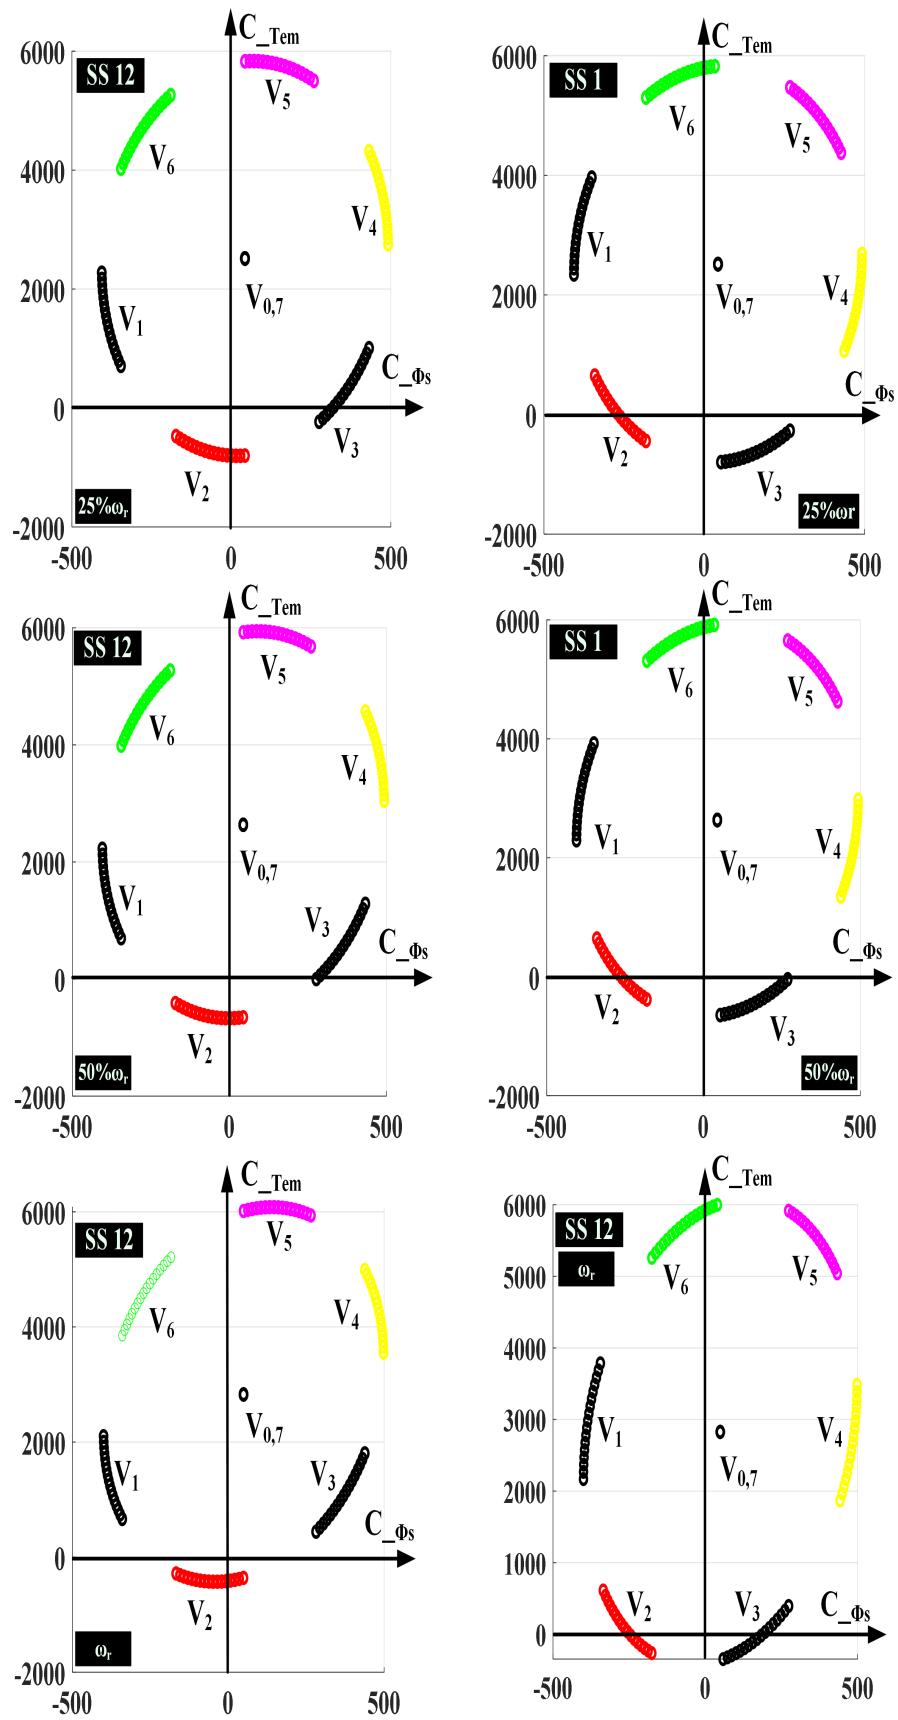 C_Tem
6000
SS 12
V5
V6
4000
V4
V0,7
2000
V1
C_Φs
0
V3
V2
25%ωr
-2000
-500
0
500
C_Tem
6000
SS 1
V6
V5
4000
V1
V4
V0,7
2000
C_Φs
0
V2
V3
25%ωr
-2000
-500
0
500
C_Tem
6000
SS 12
V5
V6
4000
V4
V0,7
2000
V1
V3
C_Φs
0
V2
50%ωr
-2000
-500
0
500
C_Tem
6000
SS 1
V6
V5
4000
V1
V4
V0,7
2000
C_Φs
0
V2
V3
50%ωr
-2000
-500
0
500
C_Tem
6000
SS 12
V5
V6
V4
4000
V0,7
2000
V1
V3
C_Φs
0
V2
ωr
-2000
-500
0
500
C_Tem
6000
SS 12
ωr
V6
V5
5000
4000
V1
V4
3000
V0,7
2000
1000
V2
V3
C_Φs
0
-500
0
500